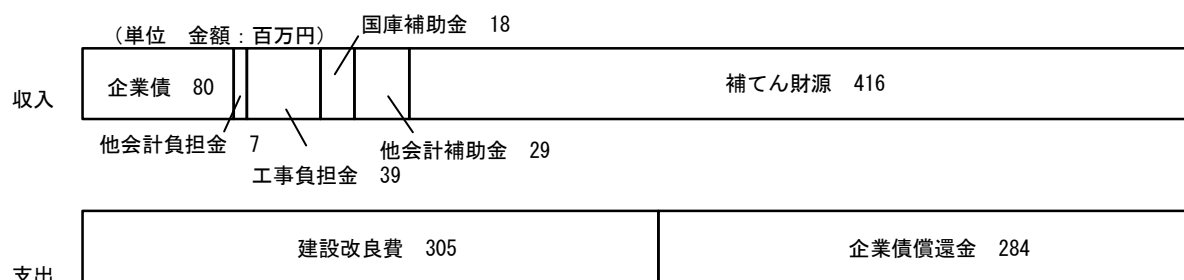 (単位 金額:百万円)
国庫補助金 18
収入
企業債 80
補てん財源 416
他会計負担金 7
工事負担金 39
他会計補助金 29
支出
建設改良費 305
企業債償還金 284